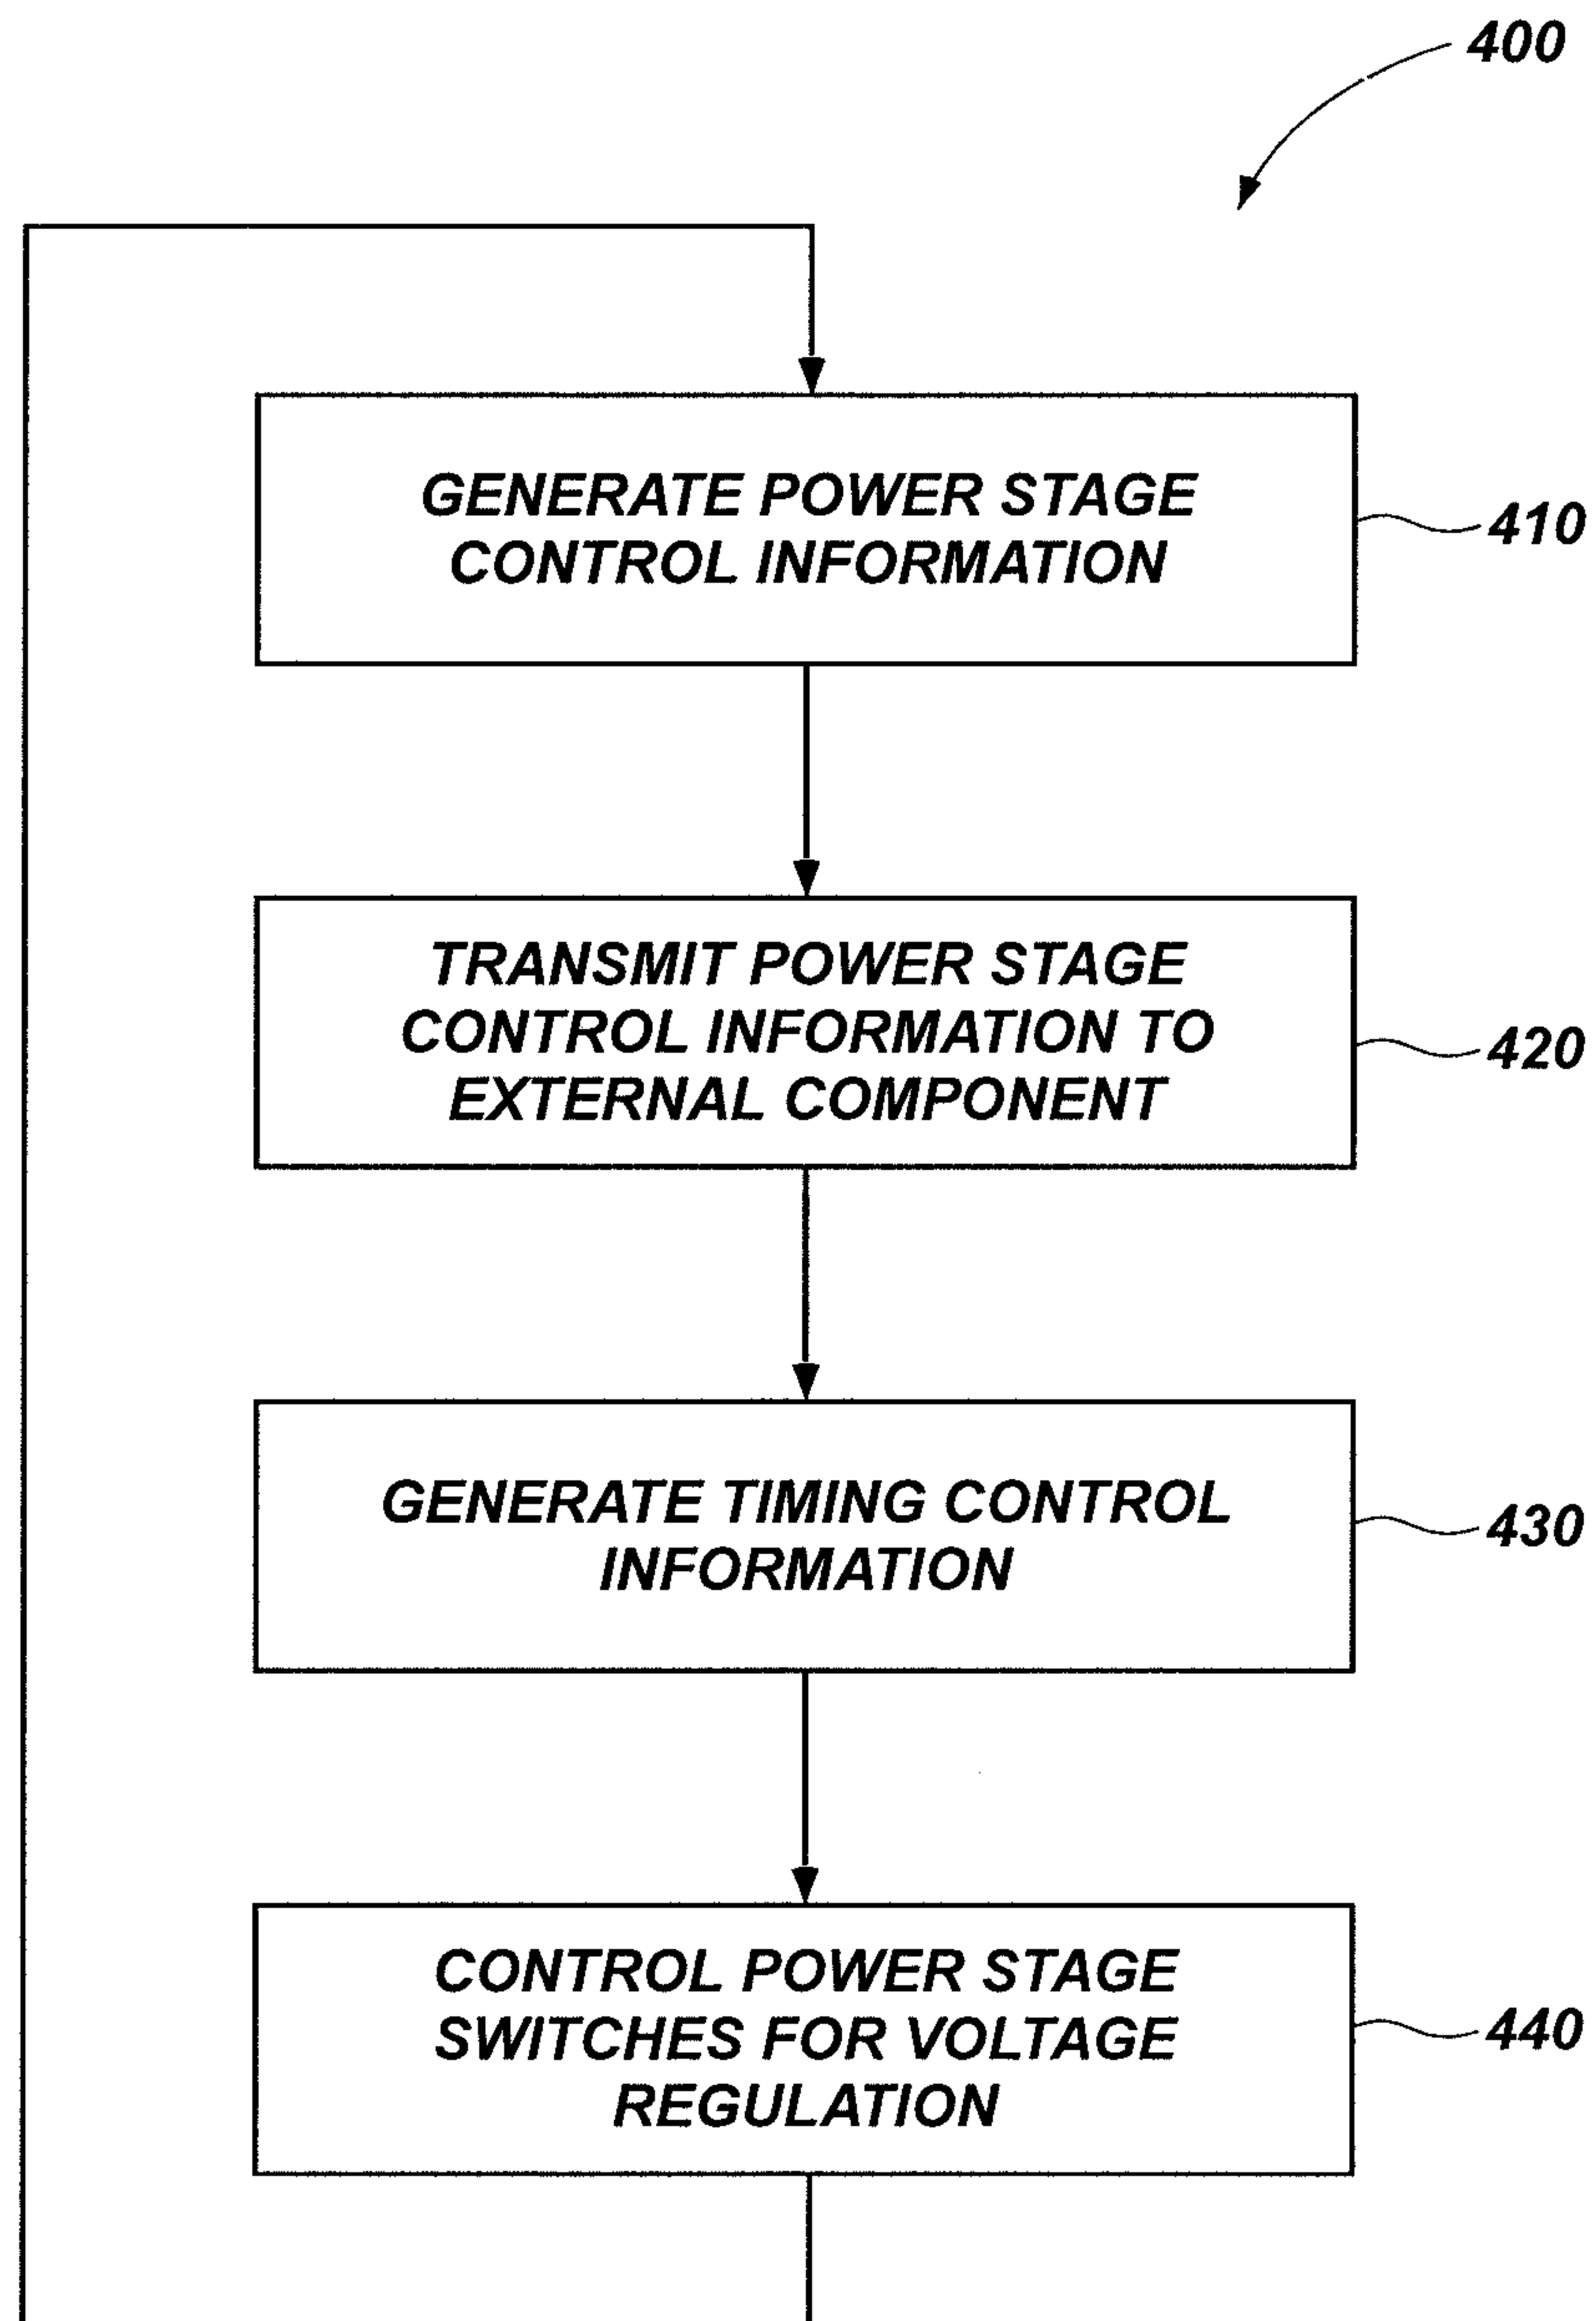 400
GENERATE POWER STAGE
CONTROL INFORMATION
410
TRANSMIT POWER STAGE
CONTROL INFORMATION TO
EXTERNAL COMPONENT
420
GENERATE TIMING CONTROL
INFORMATION
430
CONTROL POWER STAGE
SWITCHES FOR VOLTAGE
REGULATION
440